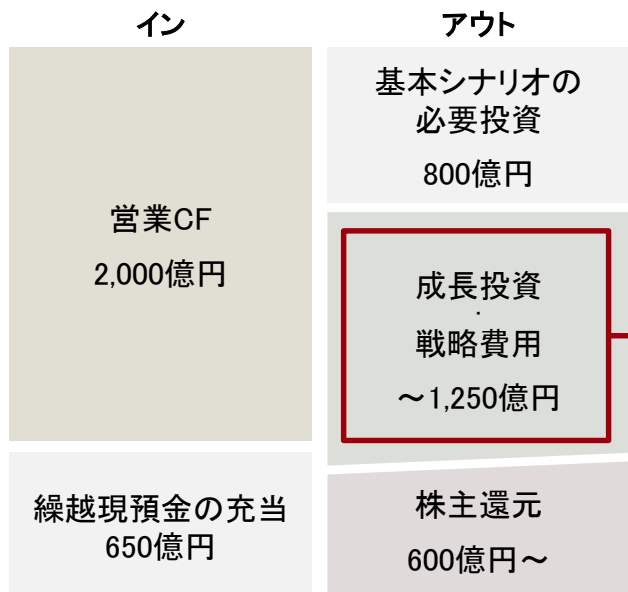 イン
営業CF
2,000億円
繰越現預金の充当
650億円
アウト
基本シナリオの
必要投資
800億円
成長投資
・
戦略費用
～1,250億円
株主還元
600億円～